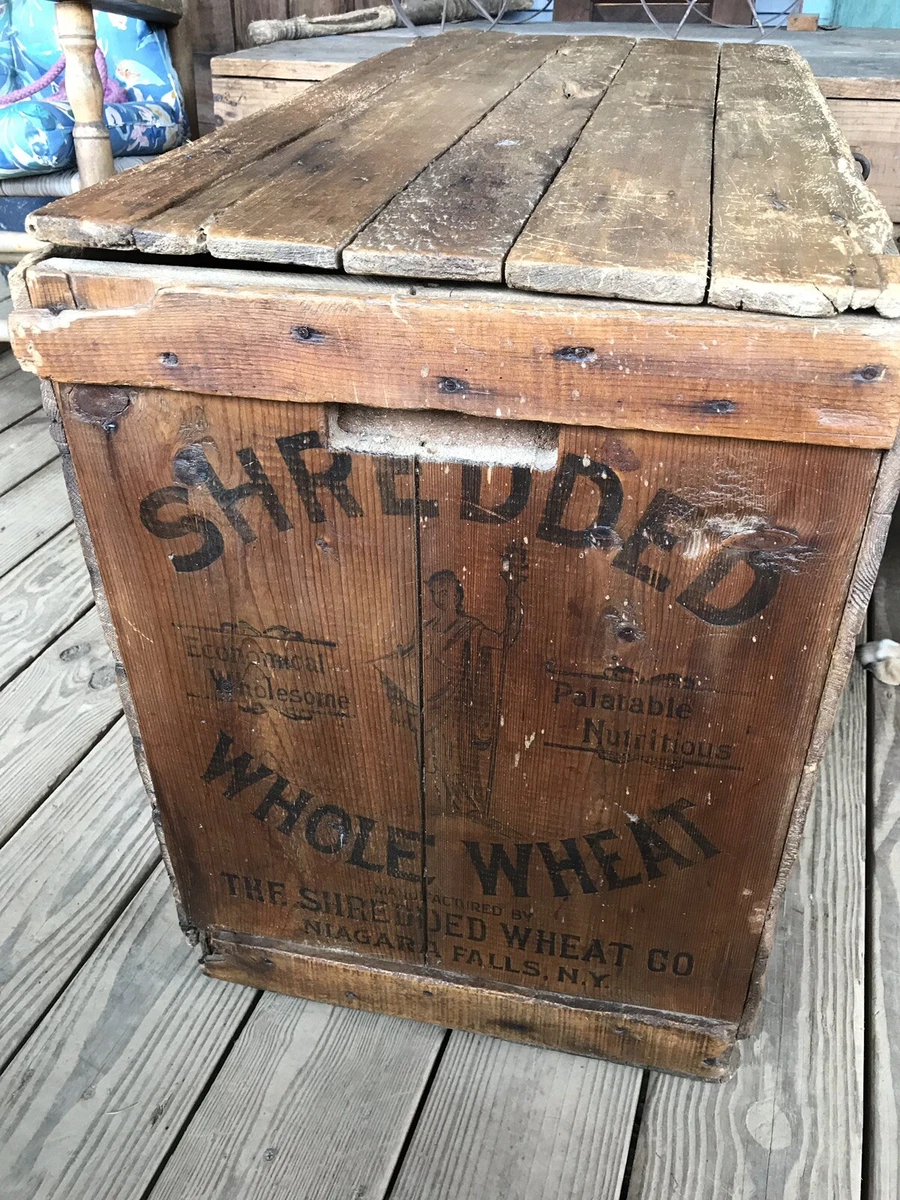 SHREDDED
Economical
Wholesome
Palatable
Nutritious
WHOLE WHEAT
MANUFACTURED BY
THE SHREDDED WHEAT CO
NIAGARA FALLS, N.Y.